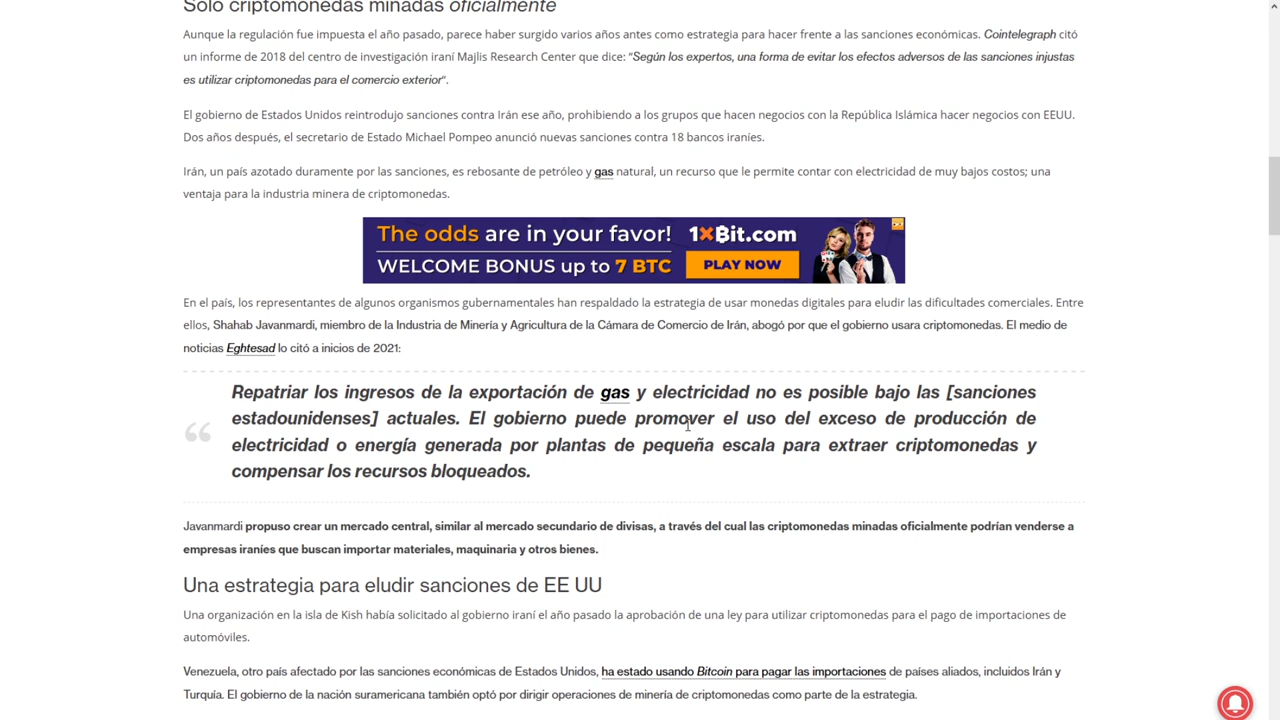 Solo criptomonedas minadas oficialmente
Aunque la regulación fue impuesta el año pasado, parece haber surgido varios años antes como estrategia para hacer frente a las sanciones económicas. Cointelegraph citó
un informe de 2018 del centro de investigación iraní Majlis Research Center que dice: “Según los expertos, una forma de evitar los efectos adversos de las sanciones injustas
es utilizar criptomonedas para el comercio exterior“.
El gobierno de Estados Unidos reintrodujo sanciones contra Irán ese año, prohibiendo a los grupos que hacen negocios con la República Islámica hacer negocios con EEUU.
Dos años después, el secretario de Estado Michael Pompeo anunció nuevas sanciones contra 18 bancos iraníes.
Irán, un país azotado duramente por las sanciones, es rebosante de petróleo y gas natural, un recurso que le permite contar con electricidad de muy bajos costos; una
ventaja para la industria minera de criptomonedas.
The odds are in your favor!
WELCOME BONUS up to 7 BTC
1×Bit.com
PLAY NOW
En el país, los representantes de algunos organismos gubernamentales han respaldado la estrategia de usar monedas digitales para eludir las dificultades comerciales. Entre
ellos, Shahab Javanmardi, miembro de la Industria de Minería y Agricultura de la Cámara de Comercio de Irán, abogó por que el gobierno usara criptomonedas. El medio de
noticias Eghtesad lo citó a inicios de 2021:
“ Repatriar los ingresos de la exportación de gas y electricidad no es posible bajo las [sanciones
estadounidenses] actuales. El gobierno puede promover el uso del exceso de producción de
electricidad o energía generada por plantas de pequeña escala para extraer criptomonedas y
compensar los recursos bloqueados.
Javanmardi propuso crear un mercado central, similar al mercado secundario de divisas, a través del cual las criptomonedas minadas oficialmente podrían venderse a
empresas iraníes que buscan importar materiales, maquinaria y otros bienes.
Una estrategia para eludir sanciones de EE UU
Una organización en la isla de Kish había solicitado al gobierno iraní el año pasado la aprobación de una ley para utilizar criptomonedas para el pago de importaciones de
automóviles.
Venezuela, otro país afectado por las sanciones económicas de Estados Unidos, ha estado usando Bitcoin para pagar las importaciones de países aliados, incluidos Irán y
Turquía. El gobierno de la nación suramericana también optó por dirigir operaciones de minería de criptomonedas como parte de la estrategia.